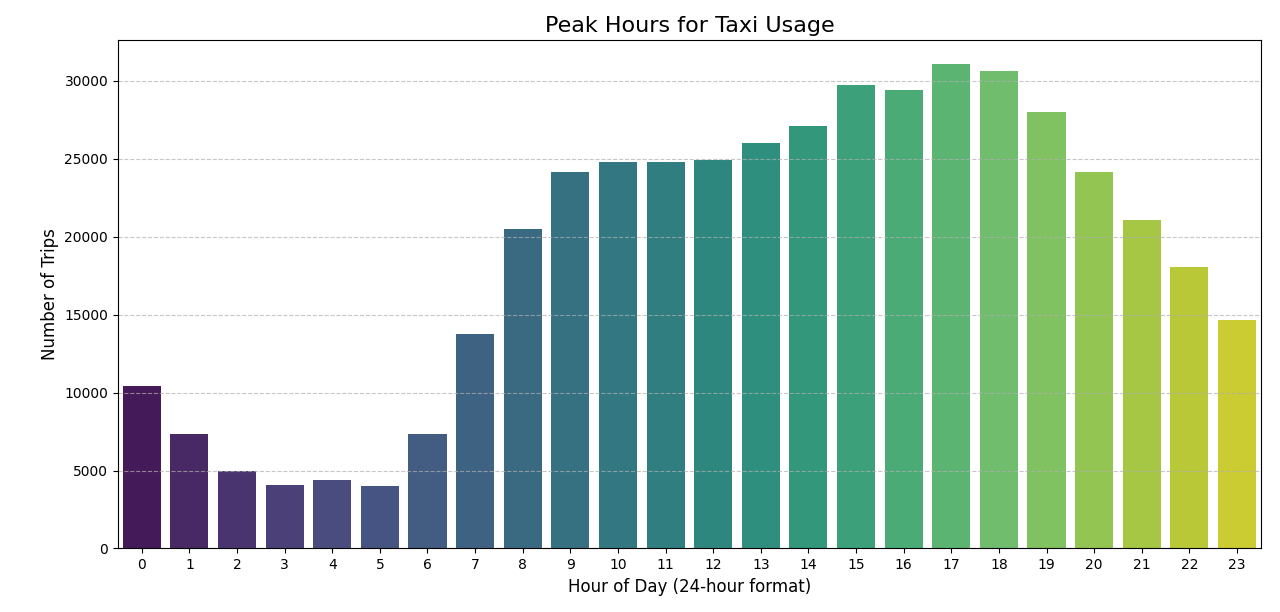 Peak Hours for Taxi Usage
Number of Trips
30000
25000
20000
15000
10000
5000
0
0 1 2 3 4 5 6 7 8 9 10 11 12 13 14 15 16 17 18 19 20 21 22 23
Hour of Day (24-hour format)